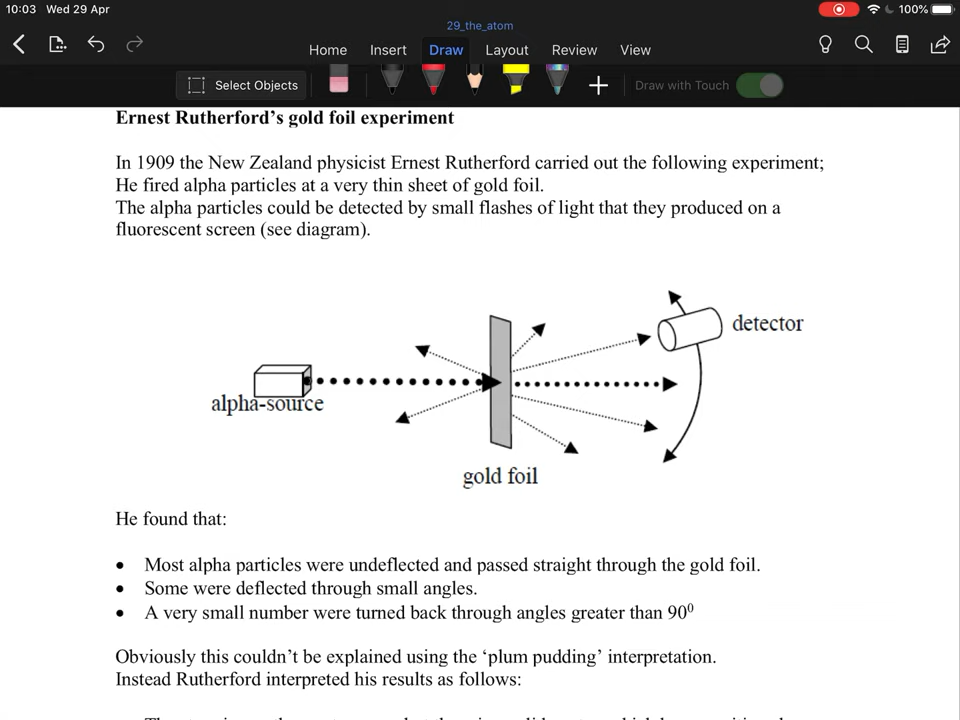 10:03 Wed 29 Apr
100%
29_the_atom
Home Insert Draw Layout Review View
Select Objects
Draw with Touch
Ernest Rutherford's gold foil experiment
In 1909 the New Zealand physicist Ernest Rutherford carried out the following experiment;
He fired alpha particles at a very thin sheet of gold foil.
The alpha particles could be detected by small flashes of light that they produced on a
fluorescent screen (see diagram).
detector
alpha-source
gold foil
He found that:
• Most alpha particles were undeflected and passed straight through the gold foil.
• Some were deflected through small angles.
• A very small number were turned back through angles greater than 90⁰
Obviously this couldn't be explained using the 'plum pudding' interpretation.
Instead Rutherford interpreted his results as follows: